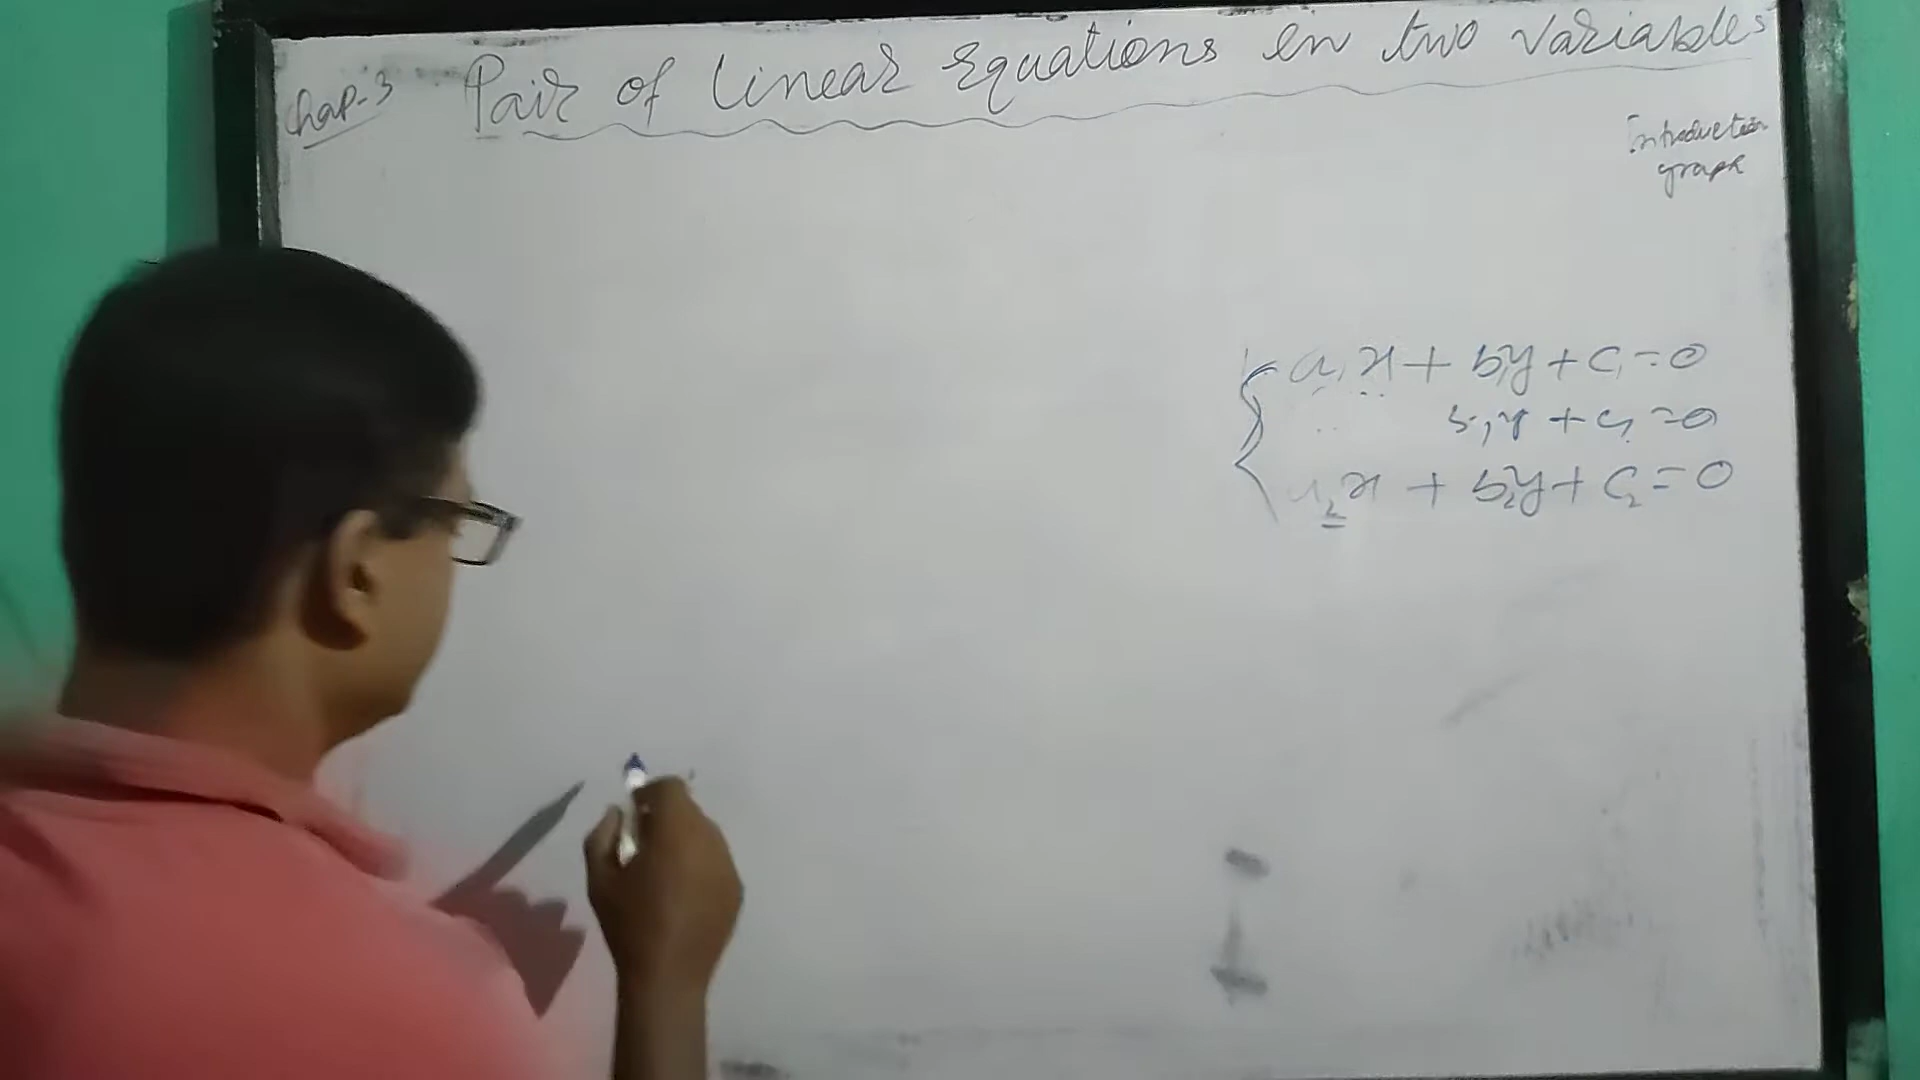 Chap-3 Pair of Linear Equations in two variables
Introduction
graph
a₁x + b₁y + c₁ = 0
b₁y + c₁ = 0
a₂x + b₂y + c₂ = 0